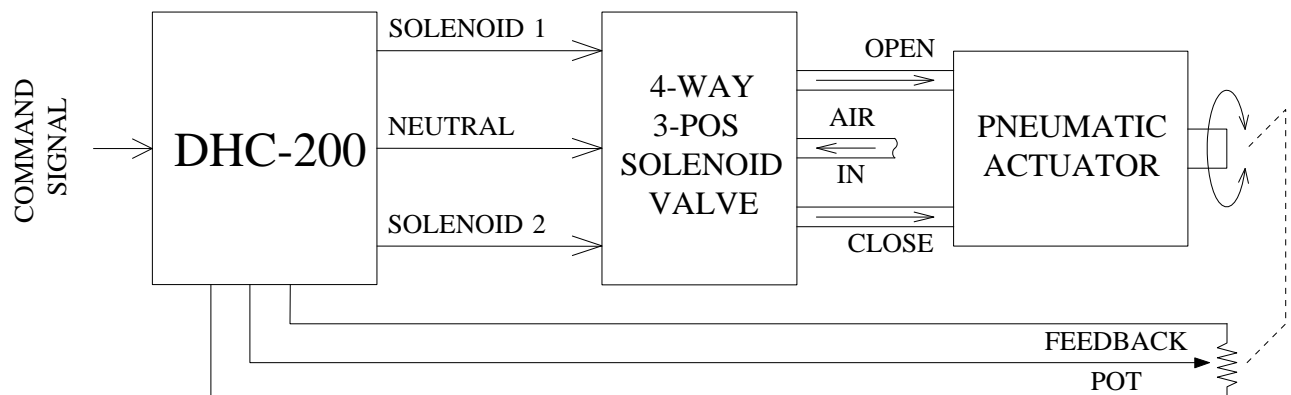 COMMAND
SIGNAL
DHC-200
SOLENOID 1
NEUTRAL
SOLENOID 2
4-WAY
3-POS
SOLENOID
VALVE
OPEN
AIR
IN
CLOSE
PNEUMATIC
ACTUATOR
FEEDBACK
POT